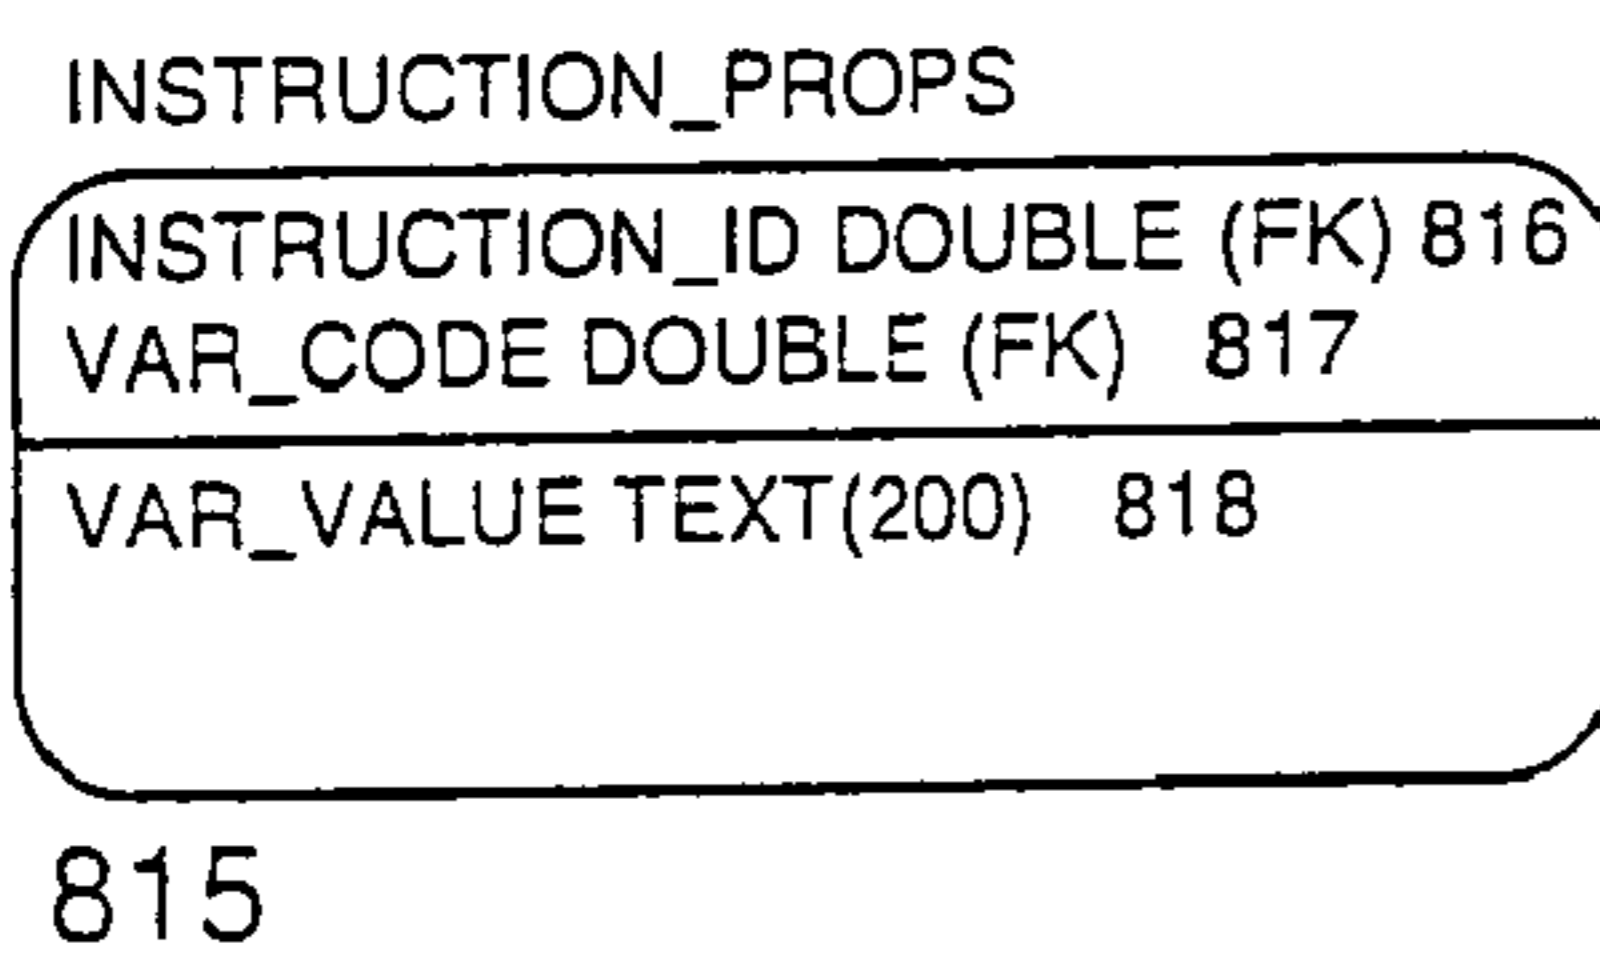 INSTRUCTION_PROPS
INSTRUCTION_ID DOUBLE (FK) 816
VAR_CODE DOUBLE (FK) 817
VAR_VALUE TEXT(200) 818
815